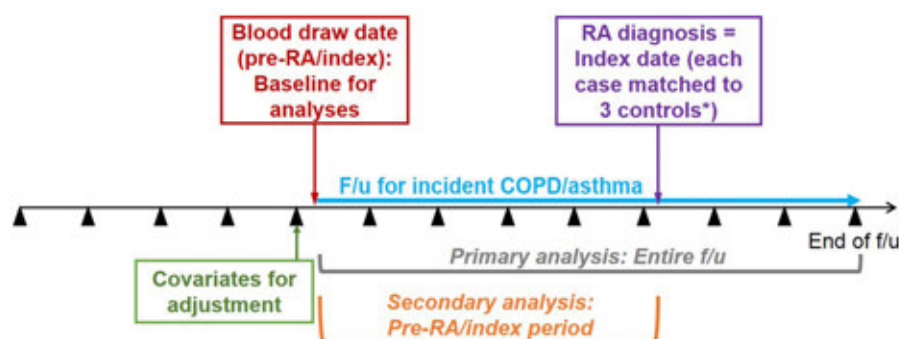 Blood draw date
(pre-RA/index):
Baseline for
analyses
RA diagnosis =
Index date (each
case matched to
3 controls*)
F/u for incident COPD/asthma
End of f/u
Covariates for
adjustment
Primary analysis: Entire f/u
Secondary analysis:
Pre-RA/index period